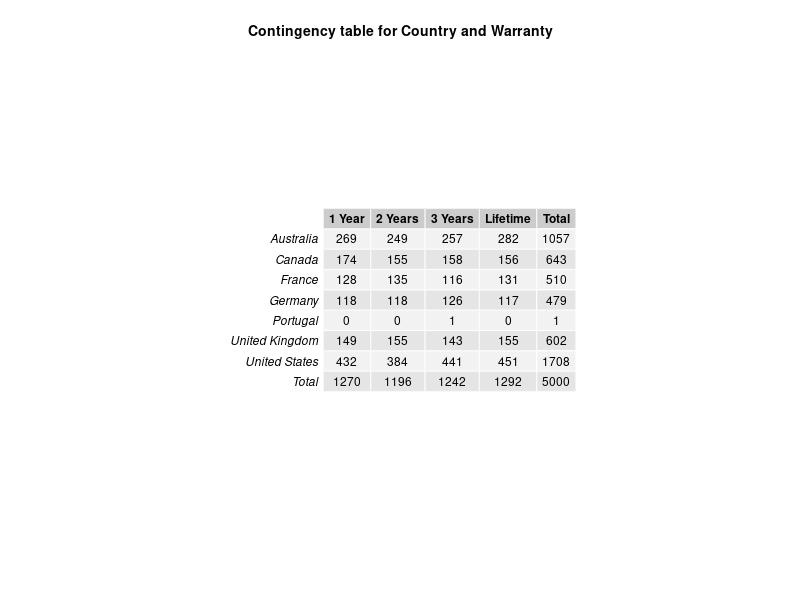 Contingency table for Country and Warranty
1 Year 2 Years 3 Years Lifetime Total
Australia 269 249 257 282 1057
Canada 174 155 158 156 643
France 128 135 116 131 510
Germany 118 118 126 117 479
Portugal 0 0 1 0 1
United Kingdom 149 155 143 155 602
United States 432 384 441 451 1708
Total 1270 1196 1242 1292 5000